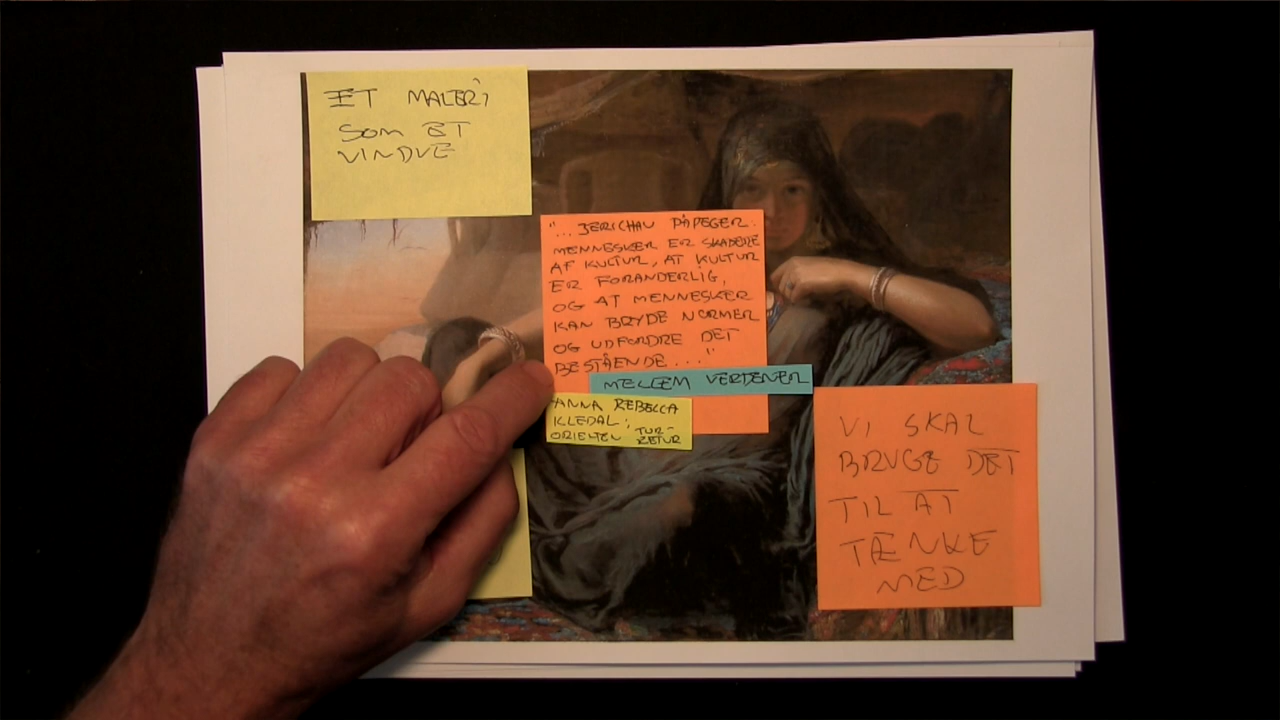 ET MALERI
SOM ET
VINDUE
"... JERICHAU PÅPEGER
MENNESKER ER SKABERE
AF KULTUR, AT KULTUR
ER FORANDERLIG,
OG AT MENNESKER
KAN BRYDE NORMER
OG UDFORDRE DET
BESTÅENDE..."
MELLEM VERDENER
ANNA REBECCA
KLEDAL:
ORIENTEN TUR-
RETUR
VI SKAL
BRUGE DET
TIL AT
TÆNKE
MED